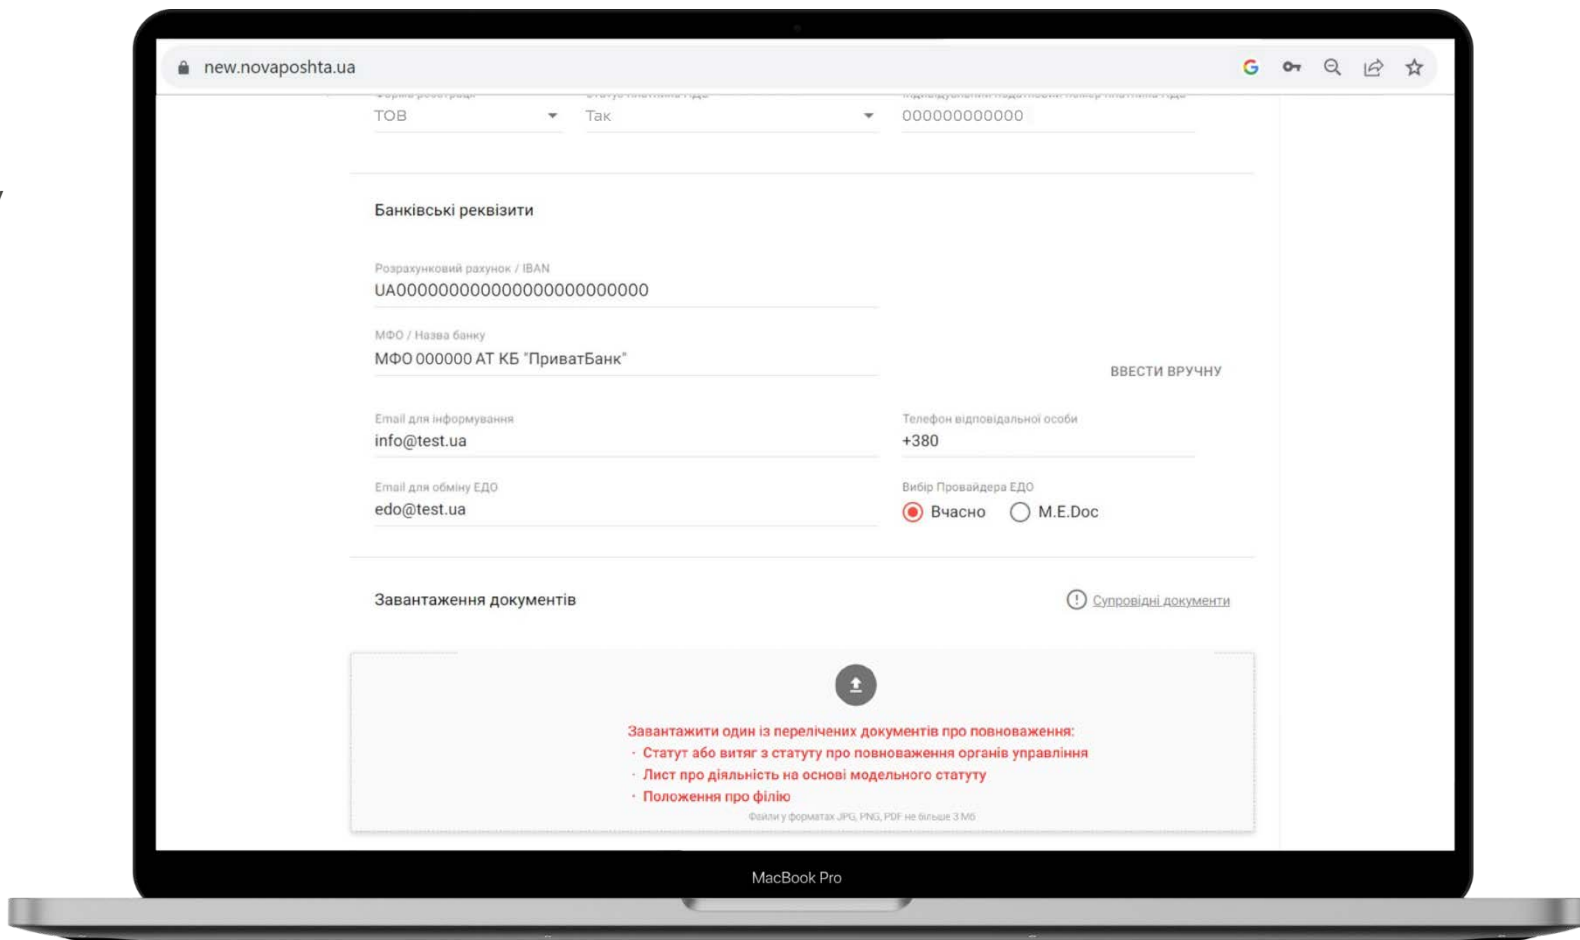 new.novaposhta.ua
ТОВ Так 000000000000
Банківські реквізити
Розрахунковий рахунок / IBAN
UA0000000000000000000000000
МФО / Назва банку
МФО 000000 АТ КБ "ПриватБанк"
ВВЕСТИ ВРУЧНУ
Email для інформування Телефон відповідальної особи
info@test.ua +380
Email для обміну ЕДО Вибір Провайдера ЕДО
edo@test.ua Вчасно M.E.Doc
Завантаження документів Супровідні документи
Завантажити один із перелічених документів про повноваження:
· Статут або витяг з статуту про повноваження органів управління
· Лист про діяльність на основі модельного статуту
· Положення про філію
Файли у форматах JPG, PNG, PDF не більше 3 Мб
MacBook Pro